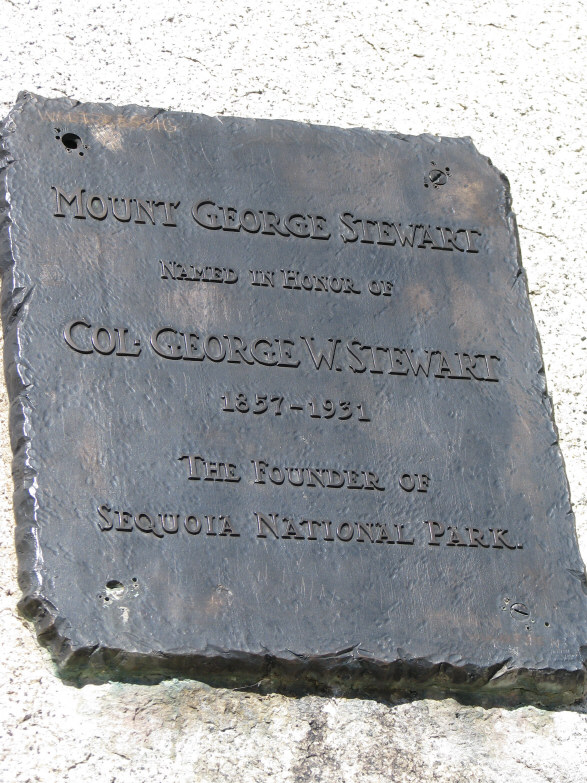 MOUNT GEORGE STEWART
NAMED IN HONOR OF
COL. GEORGE W. STEWART
1857-1931
THE FOUNDER OF
SEQUOIA NATIONAL PARK.